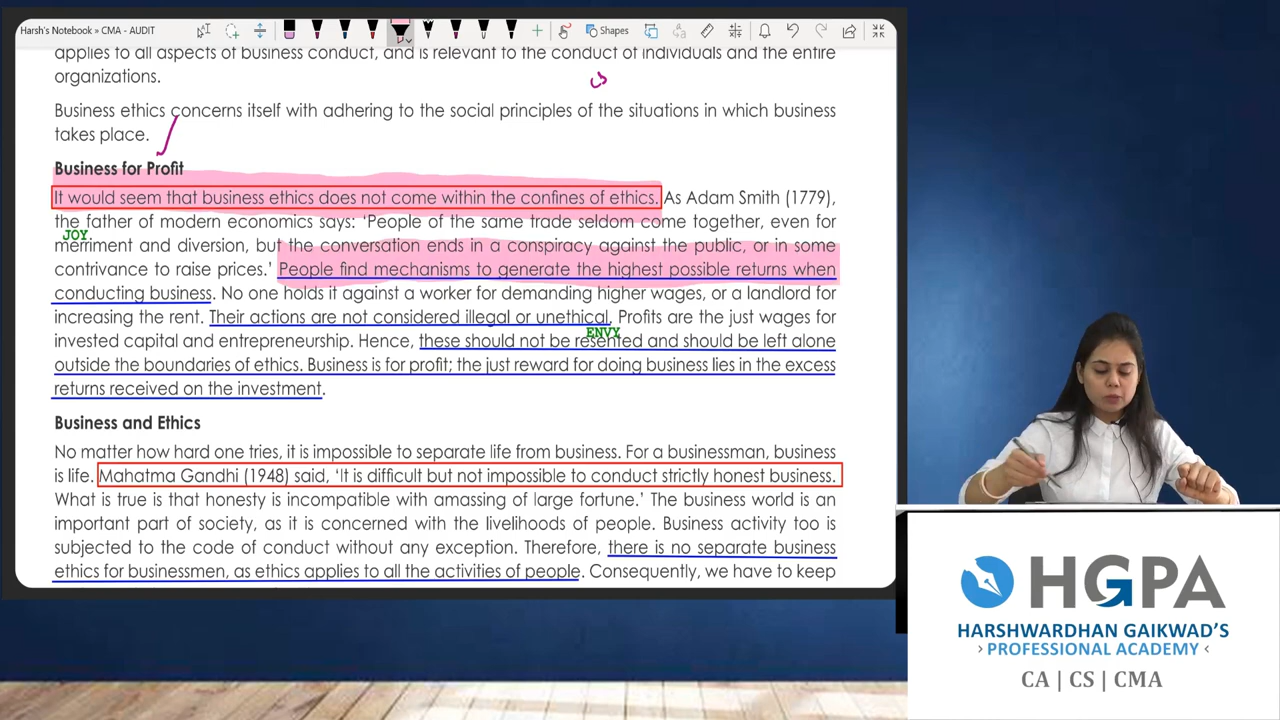 Harsh's Notebook » CMA - AUDIT
Shapes
applies to all aspects of business conduct, and is relevant to the conduct of individuals and the entire
organizations.
Business ethics concerns itself with adhering to the social principles of the situations in which business
takes place.
Business for Profit
It would seem that business ethics does not come within the confines of ethics. As Adam Smith (1779),
the father of modern economics says: ‘People of the same trade seldom come together, even for
JOY
merriment and diversion, but the conversation ends in a conspiracy against the public, or in some
contrivance to raise prices.’ People find mechanisms to generate the highest possible returns when
conducting business. No one holds it against a worker for demanding higher wages, or a landlord for
increasing the rent. Their actions are not considered illegal or unethical. Profits are the just wages for
ENVY
invested capital and entrepreneurship. Hence, these should not be resented and should be left alone
outside the boundaries of ethics. Business is for profit; the just reward for doing business lies in the excess
returns received on the investment.
Business and Ethics
No matter how hard one tries, it is impossible to separate life from business. For a businessman, business
is life. Mahatma Gandhi (1948) said, ‘It is difficult but not impossible to conduct strictly honest business.
What is true is that honesty is incompatible with amassing of large fortune.’ The business world is an
important part of society, as it is concerned with the livelihoods of people. Business activity too is
subjected to the code of conduct without any exception. Therefore, there is no separate business
ethics for businessmen, as ethics applies to all the activities of people. Consequently, we have to keep
HGPA
HARSHWARDHAN GAIKWAD'S
› PROFESSIONAL ACADEMY ‹
CA | CS | CMA